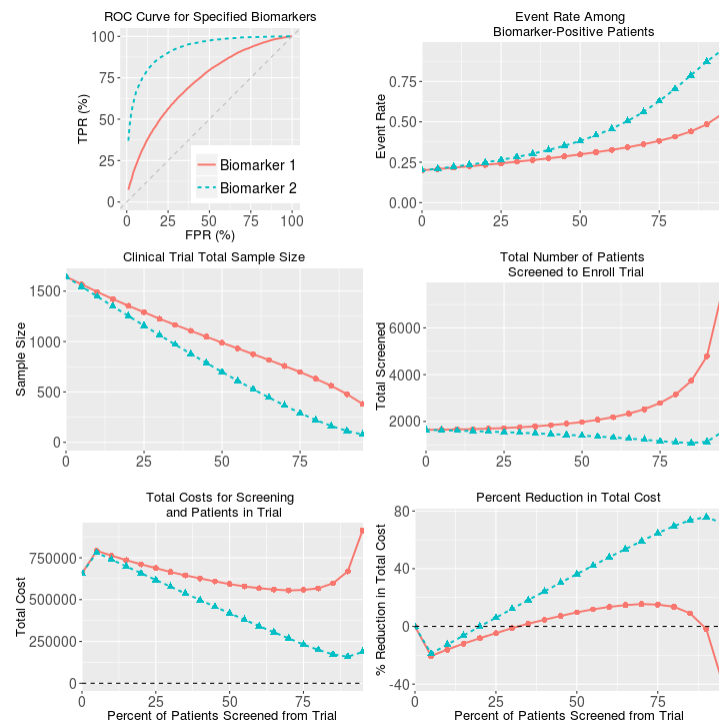 ROC Curve for Specified Biomarkers
100
75
50
25
0
TPR (%)
Biomarker 1
Biomarker 2
0 25 50 75 100
FPR (%)
Event Rate Among
Biomarker-Positive Patients
0.75
0.50
0.25
0.00
Event Rate
0 25 50 75
Clinical Trial Total Sample Size
1500
1000
500
0
Sample Size
0 25 50 75
Total Number of Patients
Screened to Enroll Trial
6000
4000
2000
Total Screened
0 25 50 75
Total Costs for Screening
and Patients in Trial
750000
500000
250000
0
Total Cost
0 25 50 75
Percent of Patients Screened from Trial
Percent Reduction in Total Cost
80
40
0
-40
% Reduction in Total Cost
0 25 50 75
Percent of Patients Screened from Trial